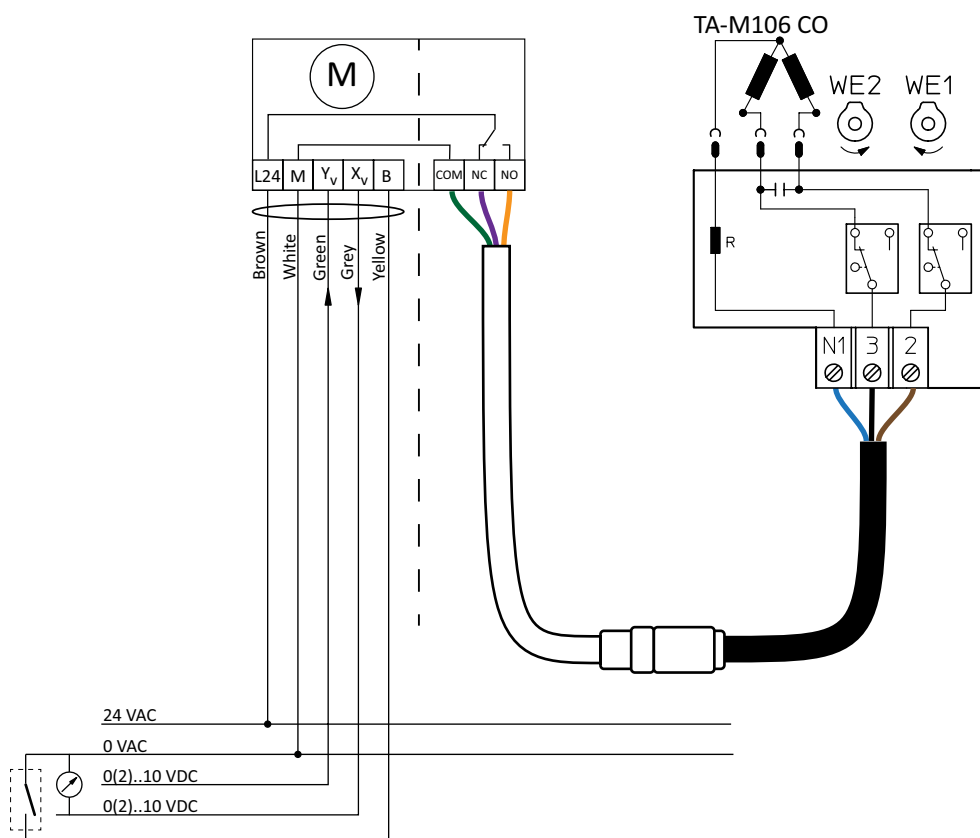 TA-M106 CO
M
WE2 WE1
L24 M Yv Xv B COM NC NO
R
Brown
White
Green
Grey
Yellow
N1 3 2
24 VAC
0 VAC
0(2)..10 VDC
0(2)..10 VDC